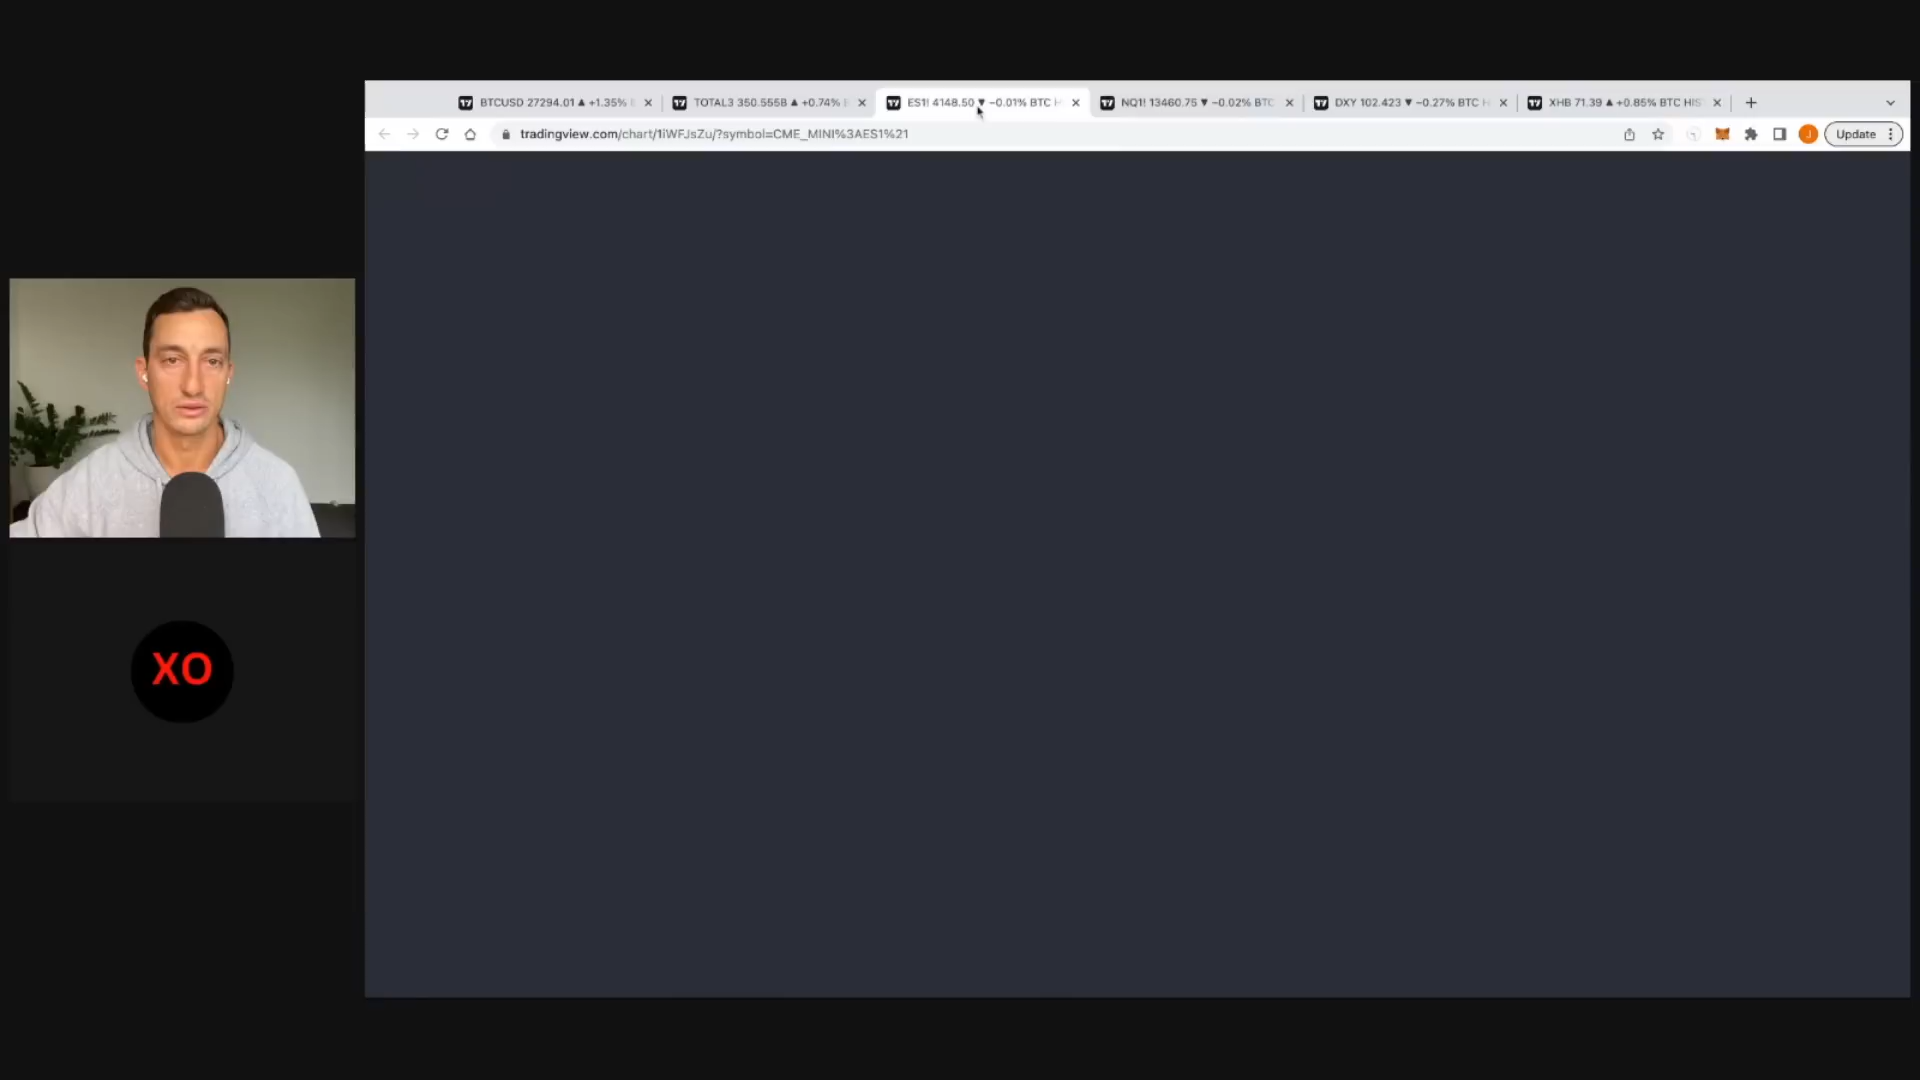 BTCUSD 27294.01 ▲ +1.35%
TOTAL3 350.555B ▲ +0.74%
ES1! 4148.50 ▼ −0.01% BTC H
NQ1! 13460.75 ▼ −0.02% BTC
DXY 102.423 ▼ −0.27% BTC H
XHB 71.39 ▲ +0.85% BTC HIS
tradingview.com/chart/1iWFJsZu/?symbol=CME_MINI%3AES1%21
J
Update
XO